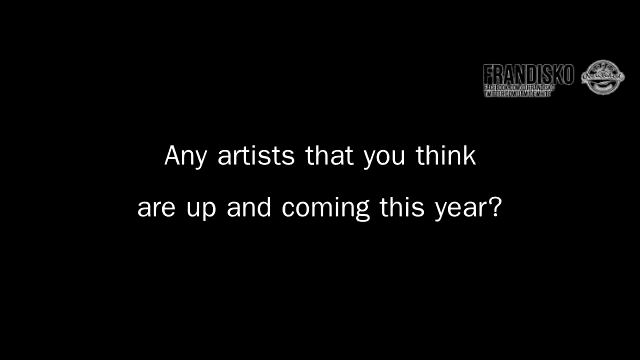 FRANDISKO
Any artists that you think
are up and coming this year?